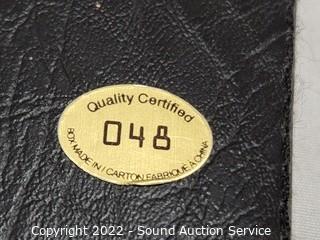 Quality Certified
048
BOX MADE IN / CARTON FABRIQUE A CHINA
Copyright 2022 - Sound Auction Service